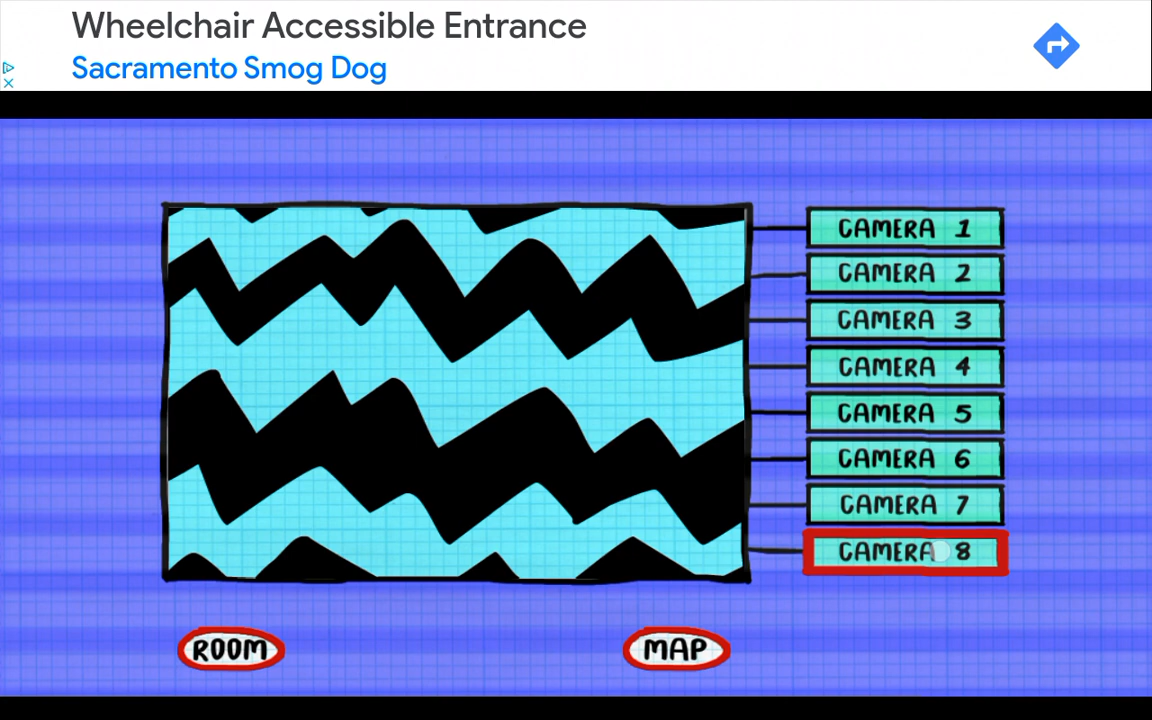 Wheelchair Accessible Entrance
Sacramento Smog Dog
CAMERA 1
CAMERA 2
CAMERA 3
CAMERA 4
CAMERA 5
CAMERA 6
CAMERA 7
CAMERA 8
ROOM
MAP